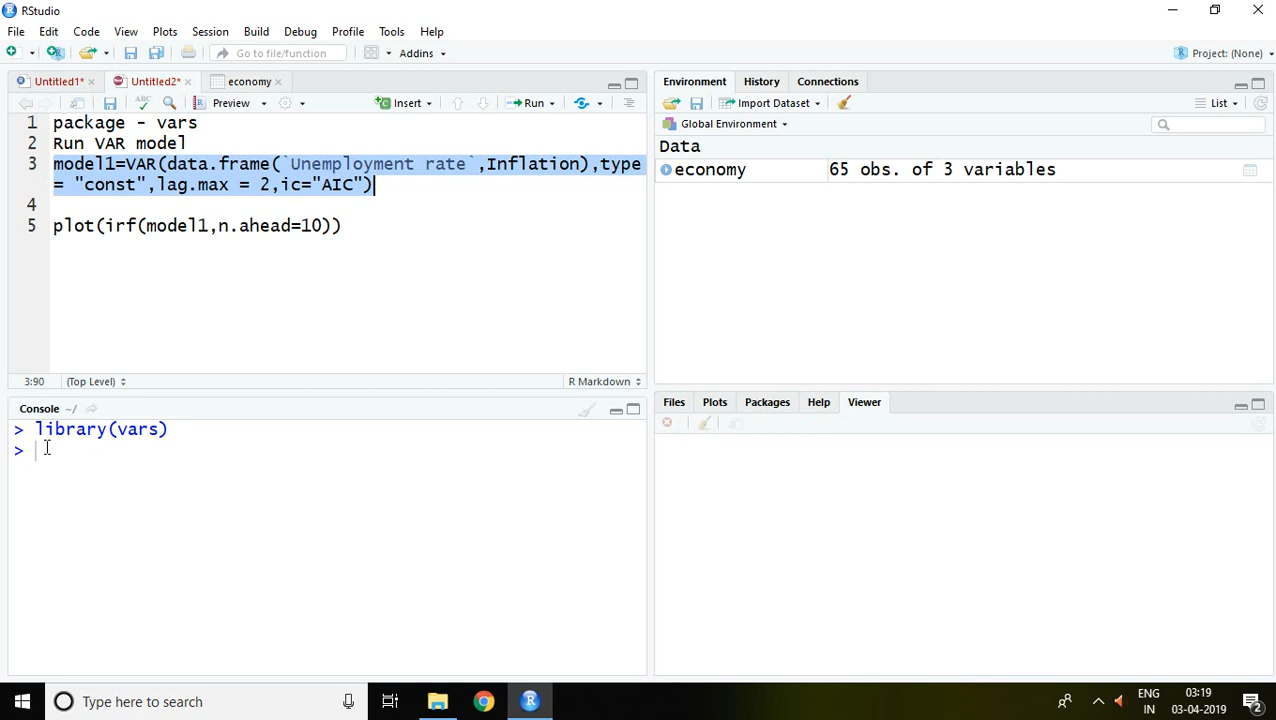 RStudio
File Edit Code View Plots Session Build Debug Profile Tools Help
Go to file/function Addins Project: (None)
Untitled1* Untitled2* economy
Preview Insert Run
1 package - vars
2 Run VAR model
3 model1=VAR(data.frame(`Unemployment rate`,Inflation),type
= "const",lag.max = 2,ic="AIC")
4
5 plot(irf(model1,n.ahead=10))
3:90 (Top Level) R Markdown
Console ~/
> library(vars)
>
Environment History Connections
Import Dataset List
Global Environment
Data
economy 65 obs. of 3 variables
Files Plots Packages Help Viewer
Type here to search
ENG
IN
03:19
03-04-2019
2